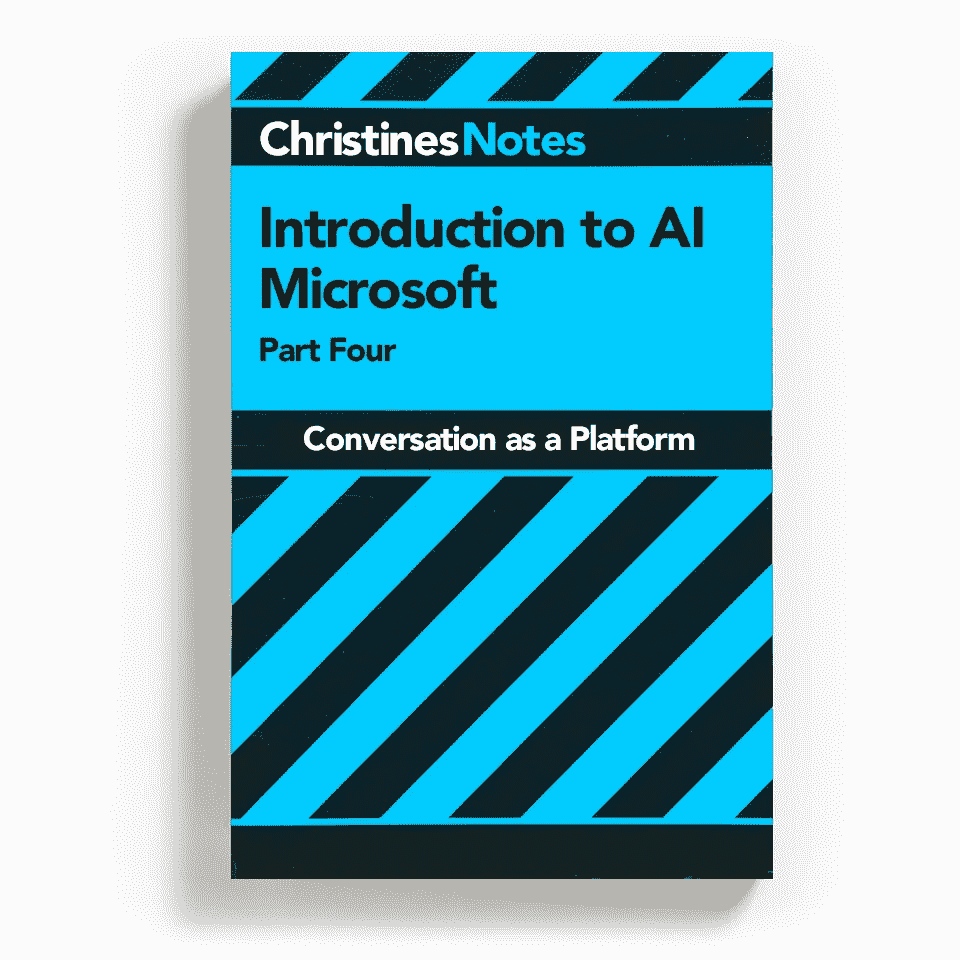 ChristinesNotes
Introduction to AI
Microsoft
Part Four
Conversation as a Platform